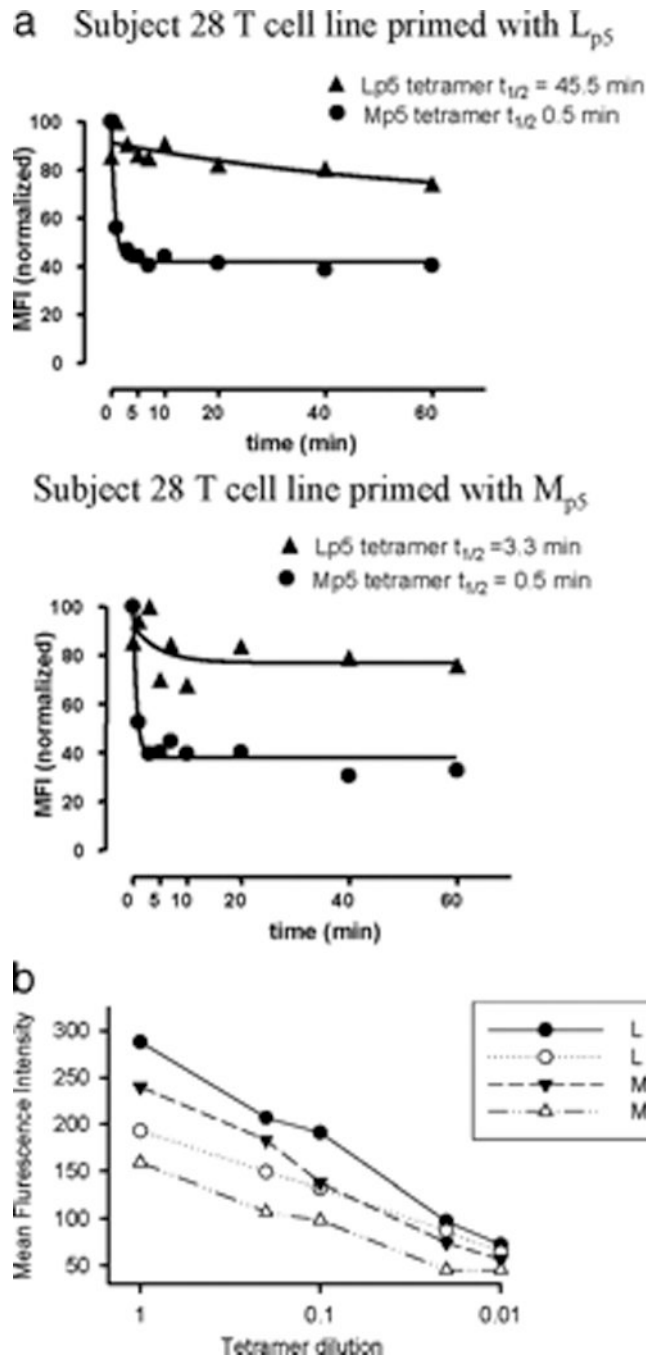 a
Subject 28 T cell line primed with Lp5
▲ Lp5 tetramer t1/2 = 45.5 min
● Mp5 tetramer t1/2 0.5 min
MFI (normalized)
100
80
60
40
20
0
0 5 10 20 40 60
time (min)
Subject 28 T cell line primed with Mp5
▲ Lp5 tetramer t1/2 =3.3 min
● Mp5 tetramer t1/2 = 0.5 min
MFI (normalized)
100
80
60
40
20
0
0 5 10 20 40 60
time (min)
b
Mean Flurescence Intensity
300
250
200
150
100
50
1 0.1 0.01
Tetramer dilution
L
L
M
M